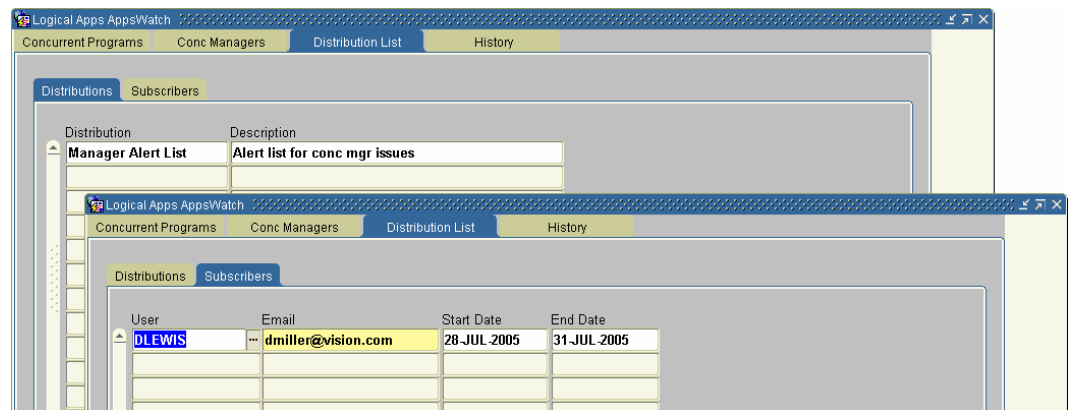 Logical Apps AppsWatch
Concurrent Programs Conc Managers Distribution List History
Distributions Subscribers
Distribution Description
Manager Alert List Alert list for conc mgr issues
Logical Apps AppsWatch
Concurrent Programs Conc Managers Distribution List History
Distributions Subscribers
User Email Start Date End Date
DLEWIS ... dmiller@vision.com 28-JUL-2005 31-JUL-2005